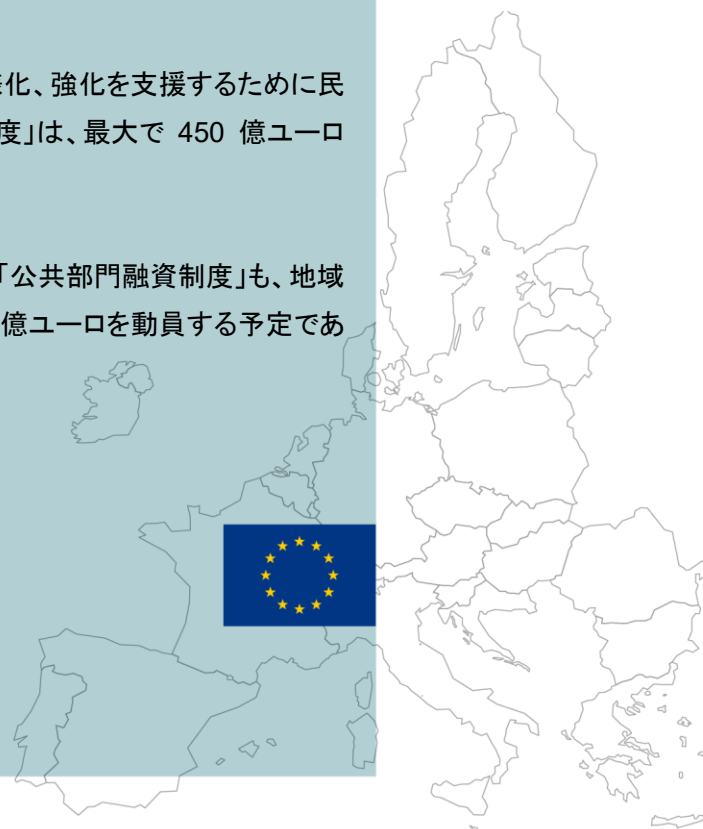 化、強化を支援するために民
度」は、最大で 450 億ユーロ
「公共部門融資制度」も、地域
億ユーロを動員する予定であ